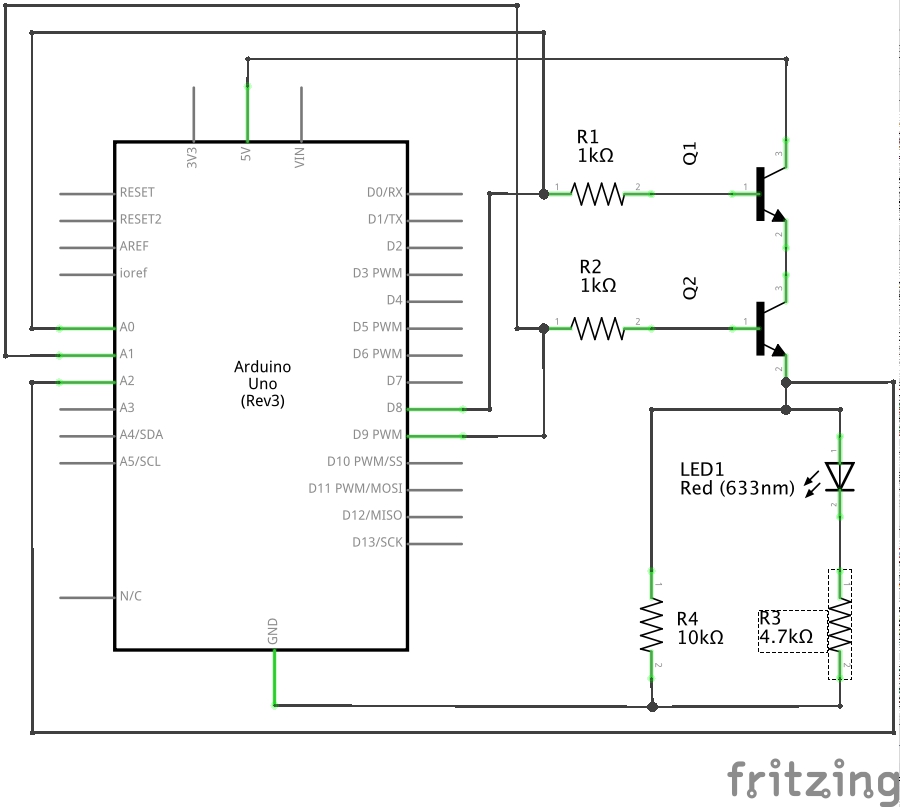 3V3
5V
VIN
RESET
RESET2
AREF
ioref
A0
A1
A2
A3
A4/SDA
A5/SCL
N/C
D0/RX
D1/TX
D2
D3 PWM
D4
D5 PWM
D6 PWM
D7
D8
D9 PWM
D10 PWM/SS
D11 PWM/MOSI
D12/MISO
D13/SCK
GND
Arduino
Uno
(Rev3)
R1
1kΩ
1
2
Q1
1
3
2
R2
1kΩ
1
2
Q2
1
3
2
LED1
Red (633nm)
1
2
R4
10kΩ
1
2
R3
4.7kΩ
1
2
fritzing